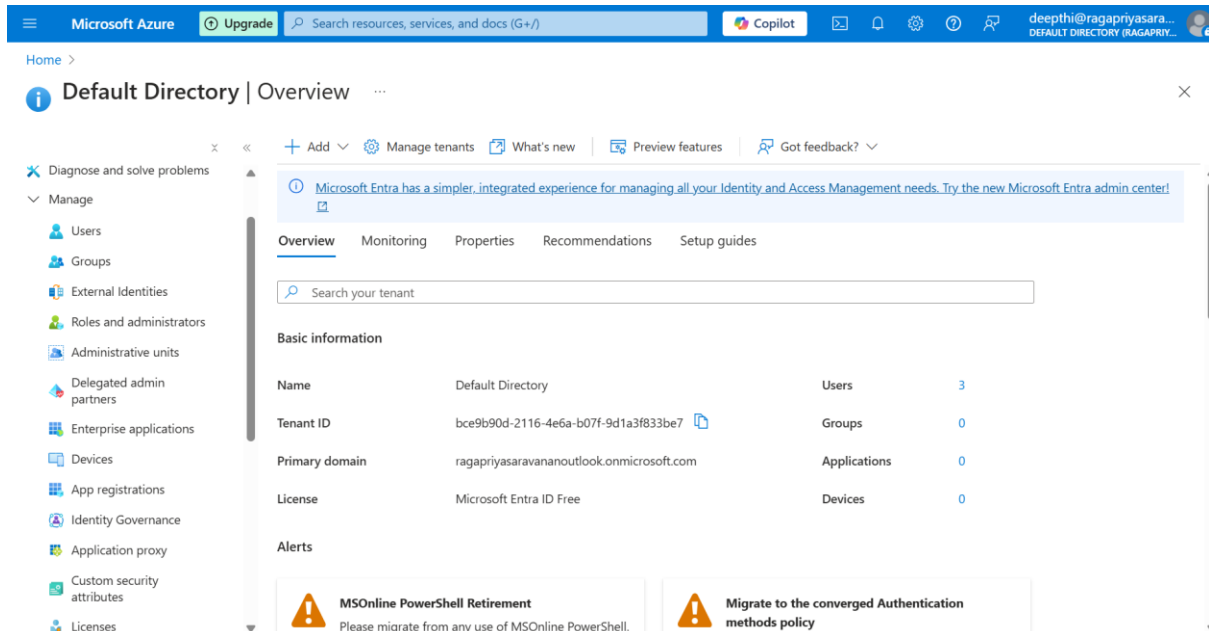 Microsoft Azure
Upgrade
Search resources, services, and docs (G+/)
Copilot
deepthi@ragapriyasara...
DEFAULT DIRECTORY (RAGAPRIY...
Home >
Default Directory | Overview ...
Add
Manage tenants
What's new
Preview features
Got feedback?
Diagnose and solve problems
Manage
Users
Groups
External Identities
Roles and administrators
Administrative units
Delegated admin
partners
Enterprise applications
Devices
App registrations
Identity Governance
Application proxy
Custom security
attributes
Licenses
Microsoft Entra has a simpler, integrated experience for managing all your Identity and Access Management needs. Try the new Microsoft Entra admin center!
Overview Monitoring Properties Recommendations Setup guides
Search your tenant
Basic information
Name Default Directory Users 3
Tenant ID bce9b90d-2116-4e6a-b07f-9d1a3f833be7 Groups 0
Primary domain ragapriyasaravananoutlook.onmicrosoft.com Applications 0
License Microsoft Entra ID Free Devices 0
Alerts
MSOnline PowerShell Retirement
Please migrate from any use of MSOnline PowerShell.
Migrate to the converged Authentication
methods policy